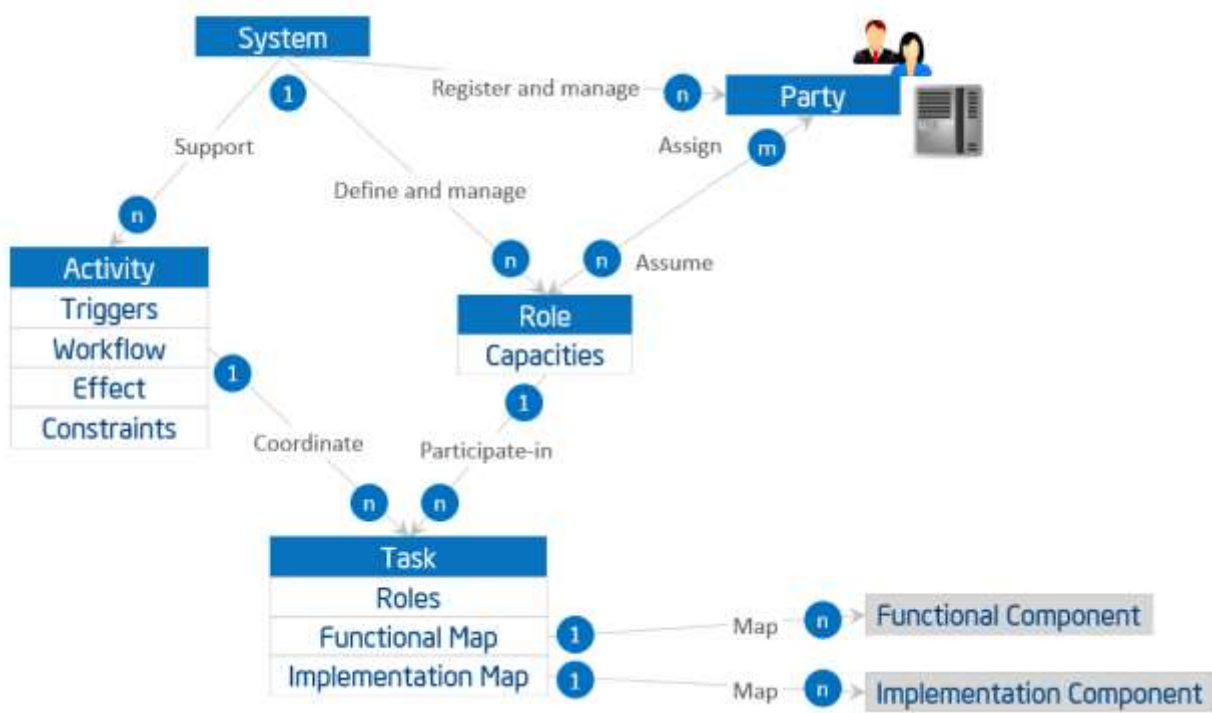 System
1
Register and manage
n
Party
Support
Assign
m
Define and manage
n
n
n
Assume
Activity
Triggers
Workflow
Effect
Constraints
1
Role
Capacities
1
Coordinate
Participate-in
n
n
Task
Roles
Functional Map
Implementation Map
1
Map
n
Functional Component
1
Map
n
Implementation Component